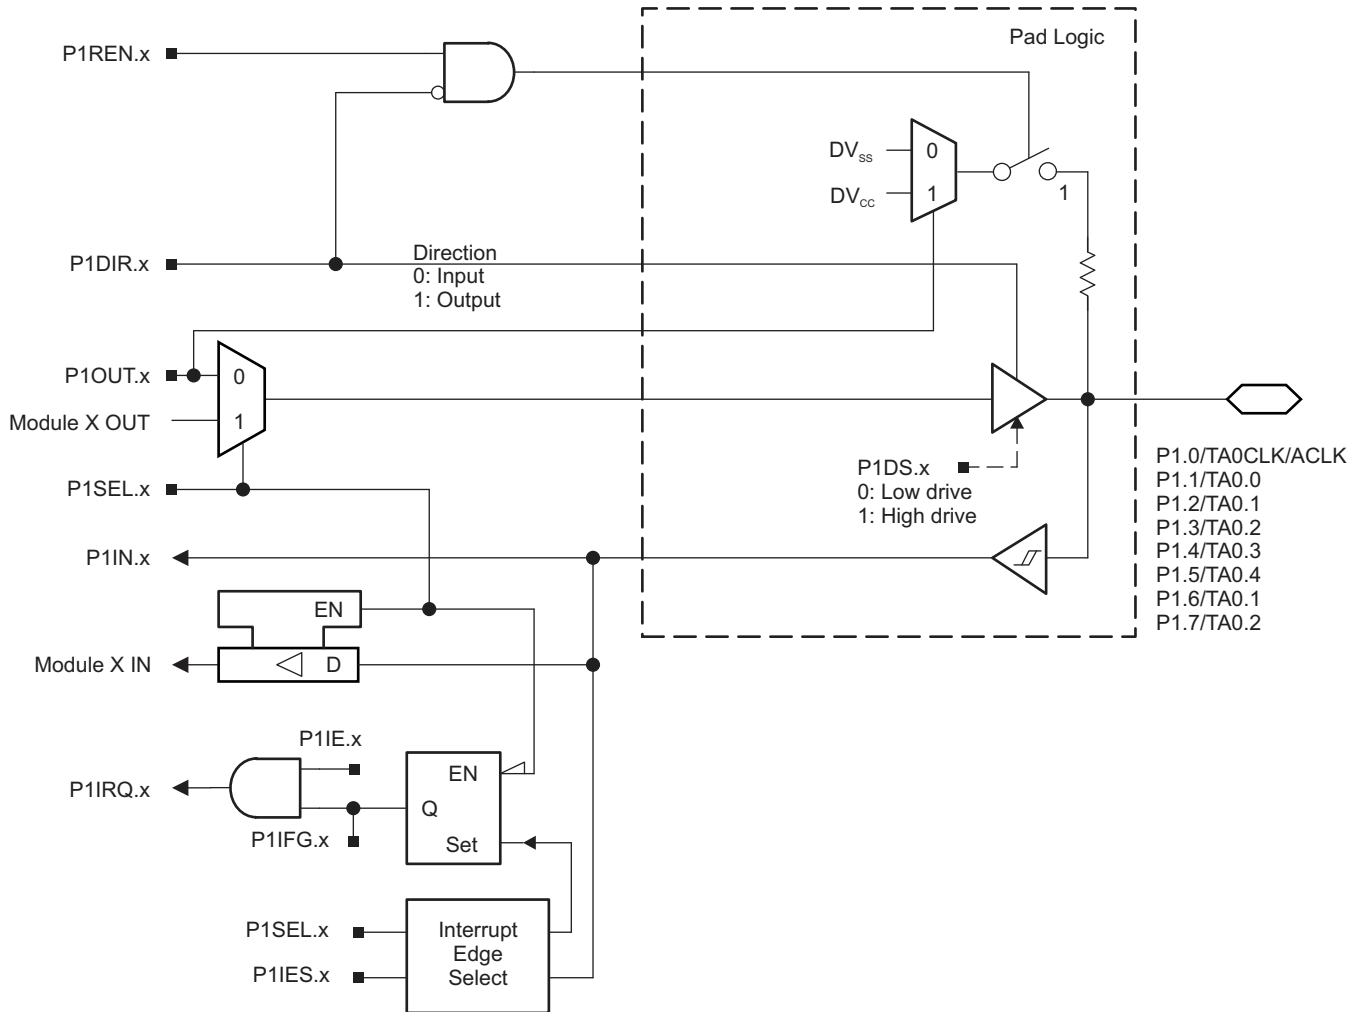 Pad Logic
P1REN.x
DVSS
0
DVCC
1
1
P1DIR.x
Direction
0: Input
1: Output
P1OUT.x
0
Module X OUT
1
P1DS.x
0: Low drive
1: High drive
P1SEL.x
P1.0/TA0CLK/ACLK
P1.1/TA0.0
P1.2/TA0.1
P1.3/TA0.2
P1.4/TA0.3
P1.5/TA0.4
P1.6/TA0.1
P1.7/TA0.2
P1IN.x
EN
Module X IN
D
P1IE.x
EN
P1IRQ.x
Q
P1IFG.x
Set
P1SEL.x
P1IES.x
Interrupt
Edge
Select